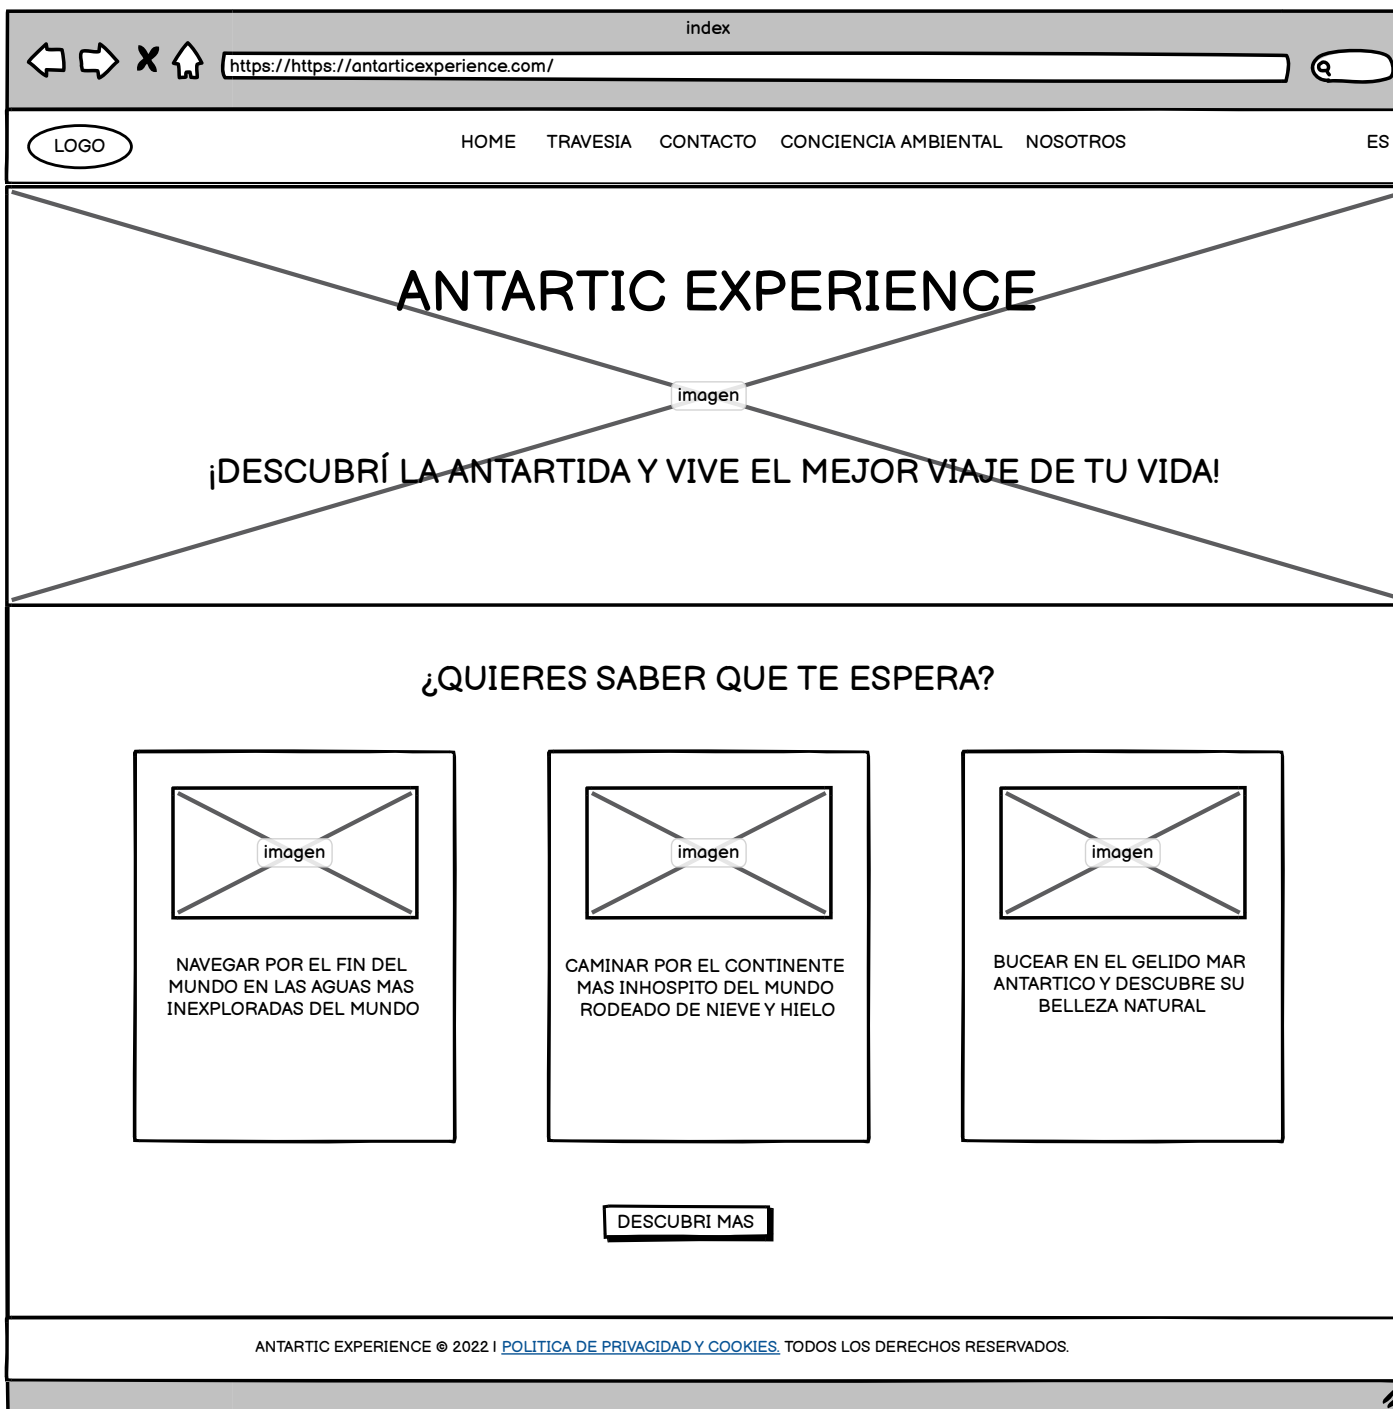 index
https://https://antarticexperience.com/
LOGO
HOME TRAVESIA CONTACTO CONCIENCIA AMBIENTAL NOSOTROS ES
ANTARTIC EXPERIENCE
imagen
¡DESCUBRÍ LA ANTARTIDA Y VIVE EL MEJOR VIAJE DE TU VIDA!
¿QUIERES SABER QUE TE ESPERA?
imagen
NAVEGAR POR EL FIN DEL
MUNDO EN LAS AGUAS MAS
INEXPLORADAS DEL MUNDO
imagen
CAMINAR POR EL CONTINENTE
MAS INHOSPITO DEL MUNDO
RODEADO DE NIEVE Y HIELO
imagen
BUCEAR EN EL GELIDO MAR
ANTARTICO Y DESCUBRE SU
BELLEZA NATURAL
DESCUBRI MAS
ANTARTIC EXPERIENCE © 2022 I POLITICA DE PRIVACIDAD Y COOKIES. TODOS LOS DERECHOS RESERVADOS.